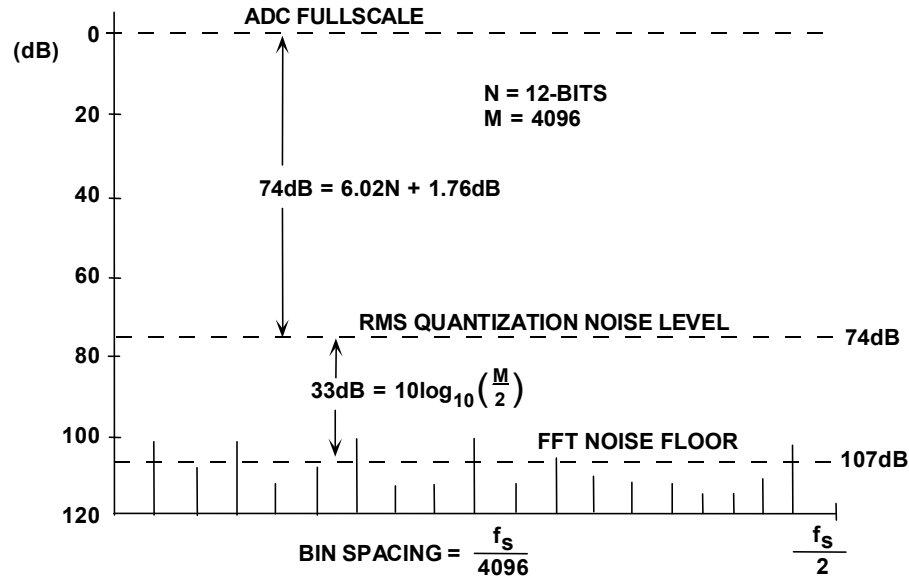 ADC FULLSCALE
0
(dB)
N = 12-BITS
M = 4096
20
74dB = 6.02N + 1.76dB
40
60
RMS QUANTIZATION NOISE LEVEL
74dB
80
33dB = 10log₁₀(M/2)
100
FFT NOISE FLOOR
107dB
120
BIN SPACING = fₛ/4096
fₛ/2